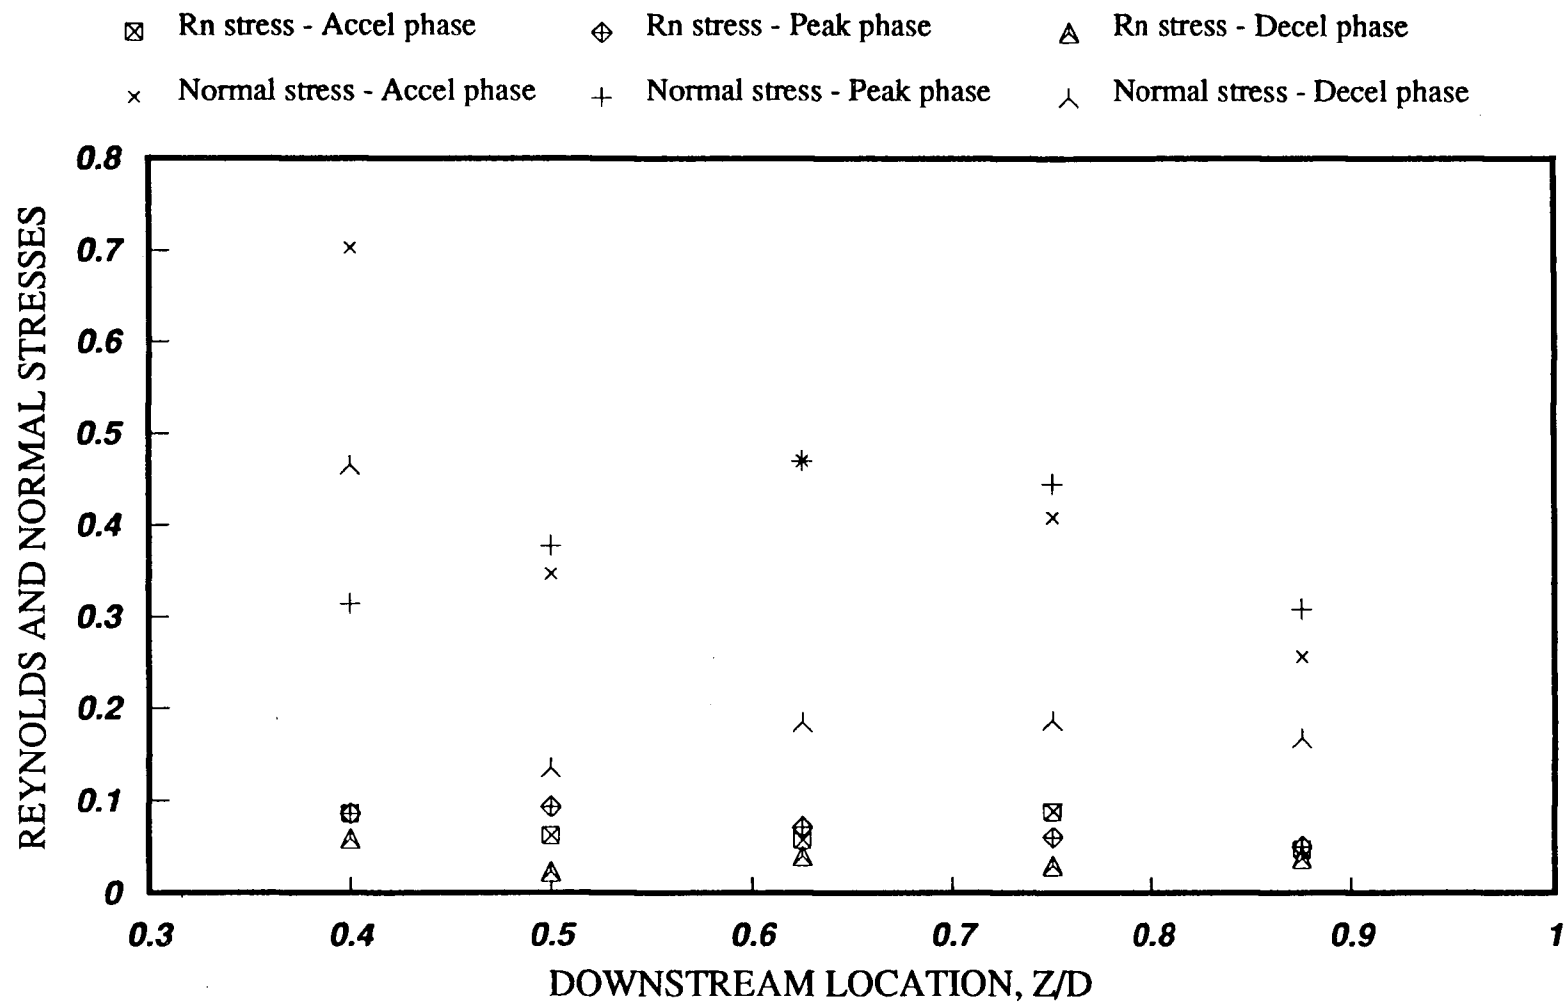 Rn stress - Accel phase Rn stress - Peak phase Rn stress - Decel phase
Normal stress - Accel phase Normal stress - Peak phase Normal stress - Decel phase
REYNOLDS AND NORMAL STRESSES
0.8
0.7
0.6
0.5
0.4
0.3
0.2
0.1
0
0.3 0.4 0.5 0.6 0.7 0.8 0.9 1
DOWNSTREAM LOCATION, Z/D